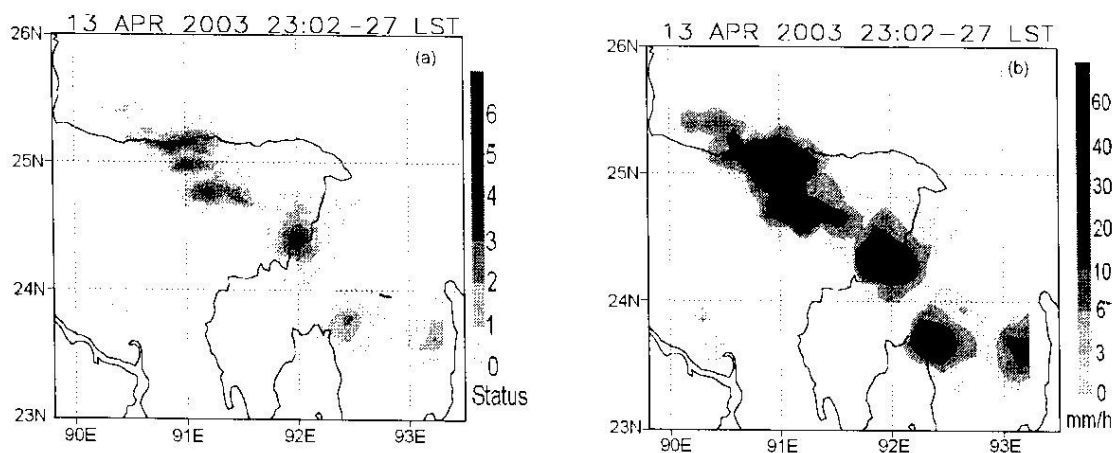 13 APR 2003 23:02-27 LST
26N
(a)
25N
24N
23N
90E
91E
92E
93E
6
5
4
3
2
1
0
Status
13 APR 2003 23:02-27 LST
26N
(b)
25N
24N
23N
90E
91E
92E
93E
60
40
30
20
10
6
3
0
mm/h